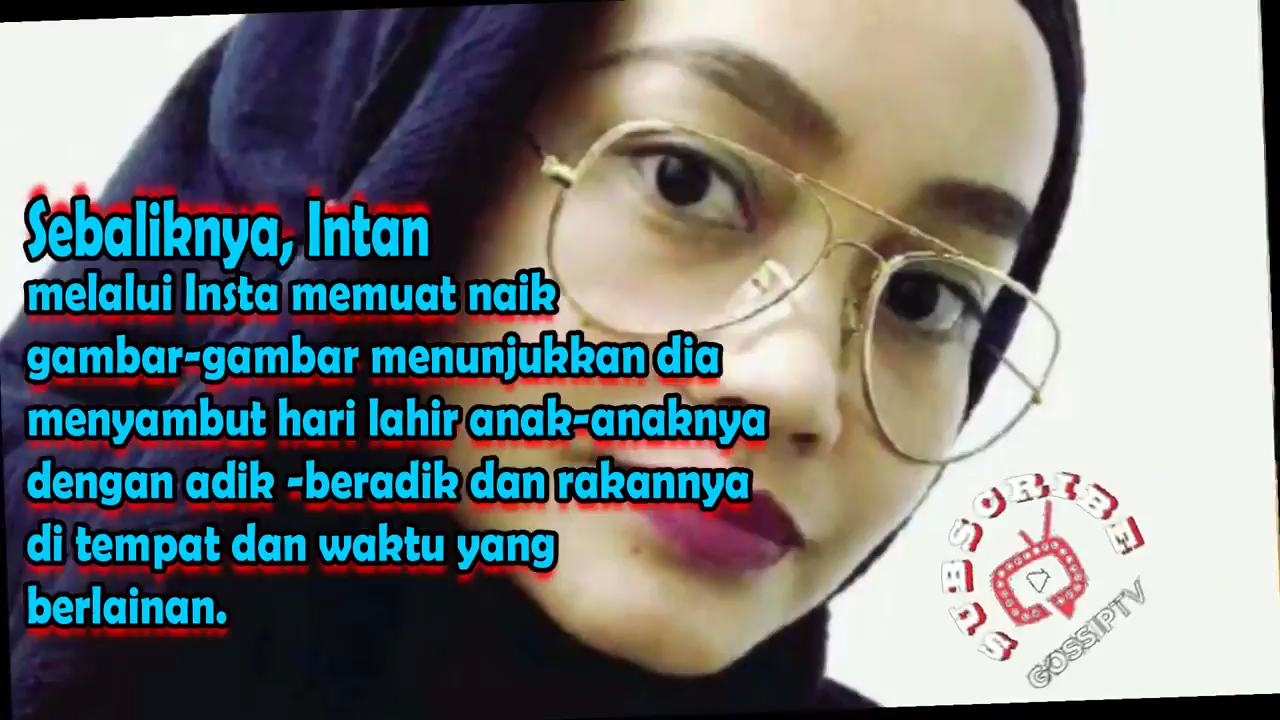 Sebaliknya, Intan
melalui Insta memuat naik
gambar-gambar menunjukkan dia
menyambut hari lahir anak-anaknya
dengan adik -beradik dan rakannya
di tempat dan waktu yang
berlainan.
SUBSCRIBE
GOSSIPTV